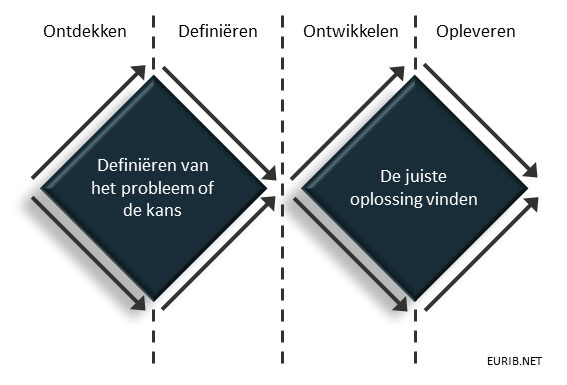 Ontdekken
Definiëren
Ontwikkelen
Opleveren
Definiëren van
het probleem of
de kans
De juiste
oplossing vinden
EURIB.NET